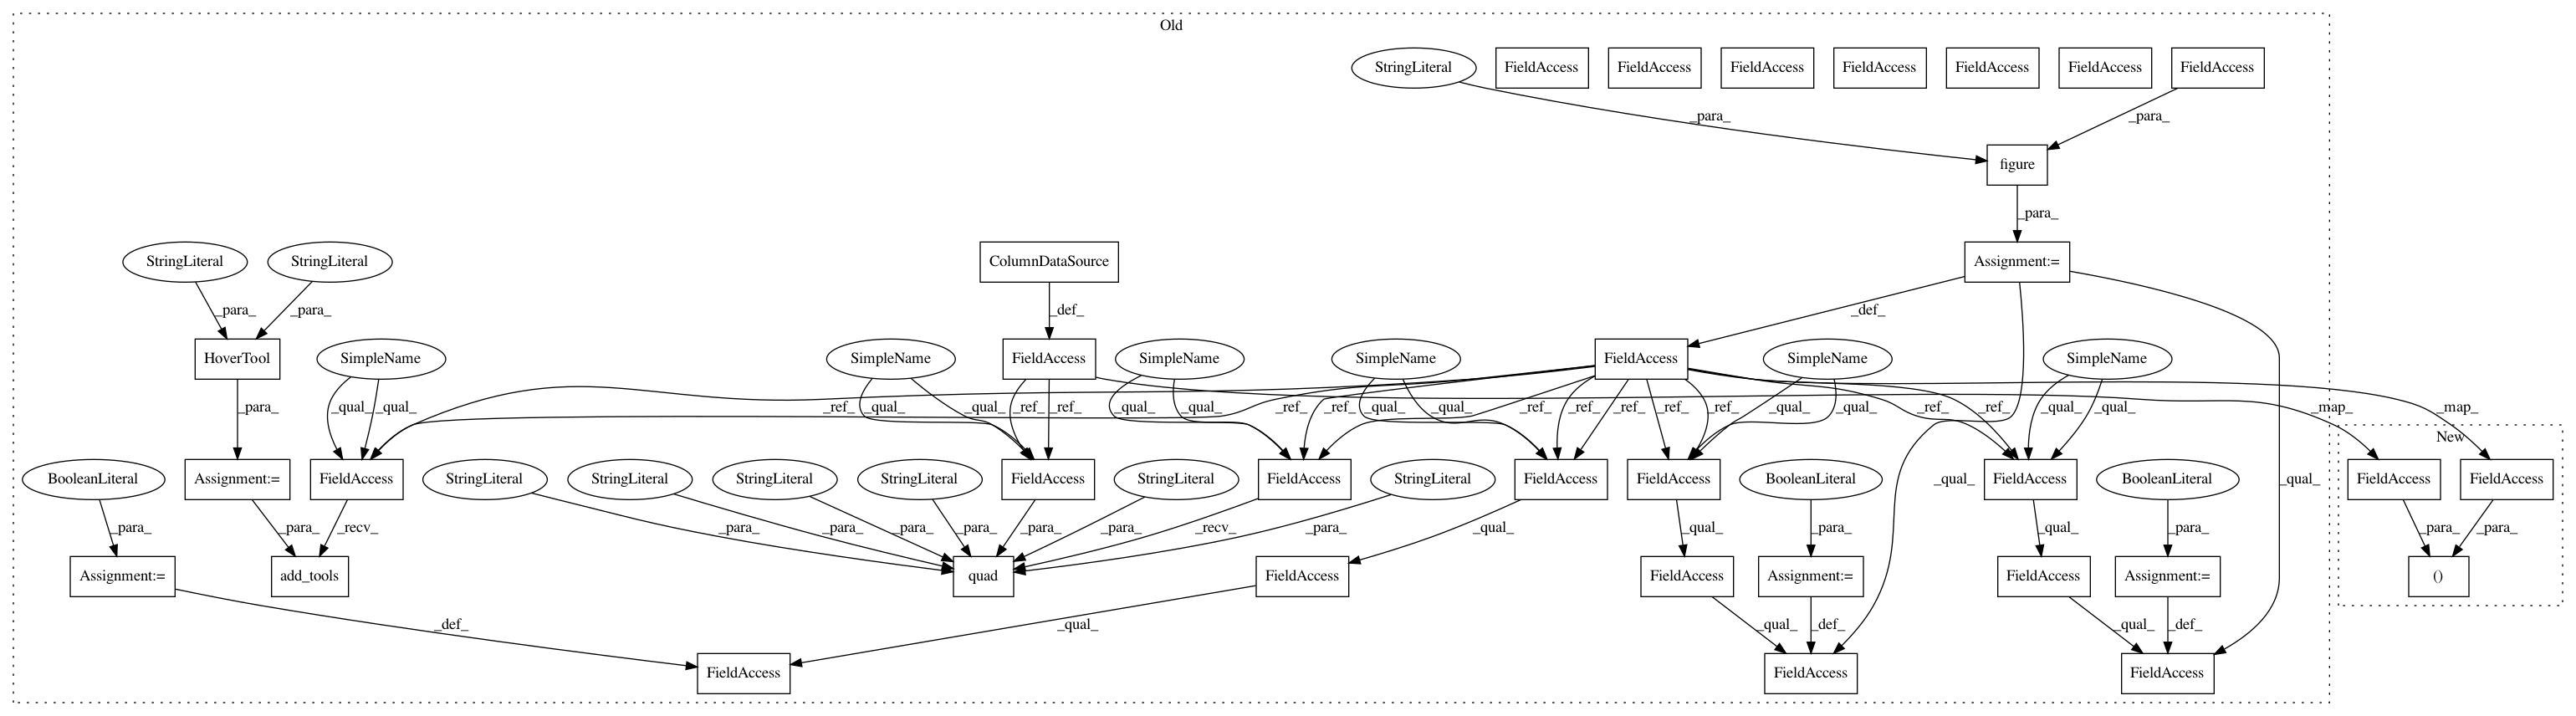 Old
StringLiteral FieldAccess FieldAccess FieldAccess FieldAccess FieldAccess FieldAccess FieldAccess
_para_ _para_
figure
_para_
StringLiteral StringLiteral ColumnDataSource Assignment:=
_para_ _para_ _def_ _def_
HoverTool SimpleName SimpleName FieldAccess SimpleName SimpleName FieldAccess SimpleName SimpleName
_para_ _qual_ _qual_ _ref_ _qual_ _qual_ _ref_ _ref_ _qual_ _qual_ _ref_ _ref_ _qual_ _qual_ _ref_ _ref_ _ref_ _ref_ _ref_ _qual_ _qual_ _ref_ _ref_ _qual_ _qual_ _map_ _map_
New
BooleanLiteral Assignment:= FieldAccess StringLiteral StringLiteral StringLiteral StringLiteral FieldAccess StringLiteral FieldAccess StringLiteral FieldAccess FieldAccess BooleanLiteral _qual_ FieldAccess BooleanLiteral _qual_ FieldAccess FieldAccess
_para_ _para_ _recv_ _para_ _para_ _para_ _para_ _para_ _para_ _recv_ _para_ _qual_ _qual_ _para_ _qual_ _para_ _para_ _para_
Assignment:= add_tools quad FieldAccess FieldAccess Assignment:= FieldAccess Assignment:= ()
_def_ _qual_ _qual_ _def_ _qual_ _def_
FieldAccess FieldAccess FieldAccess